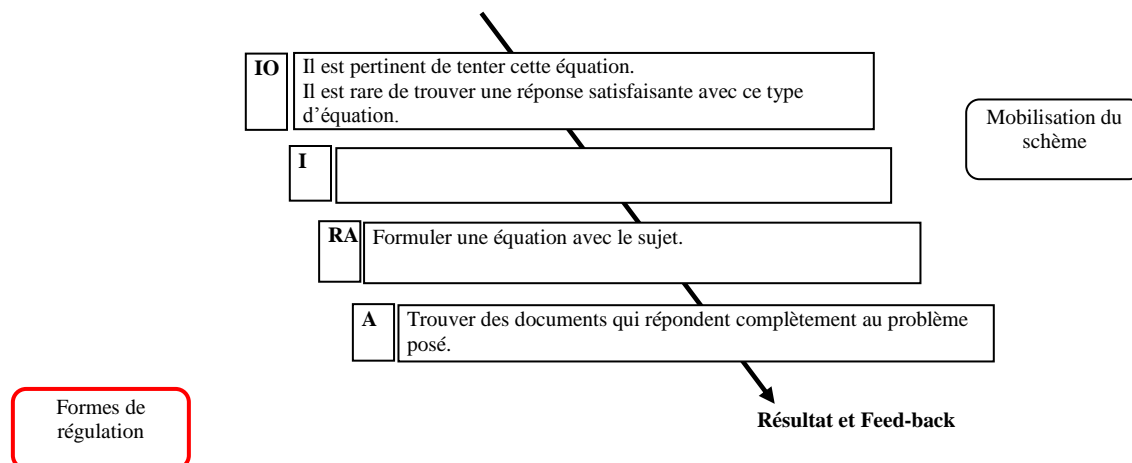 IO
Il est pertinent de tenter cette équation.
Il est rare de trouver une réponse satisfaisante avec ce type
d’équation.
Mobilisation du
schème
I
RA
Formuler une équation avec le sujet.
A
Trouver des documents qui répondent complètement au problème
posé.
Formes de
régulation
Résultat et Feed-back